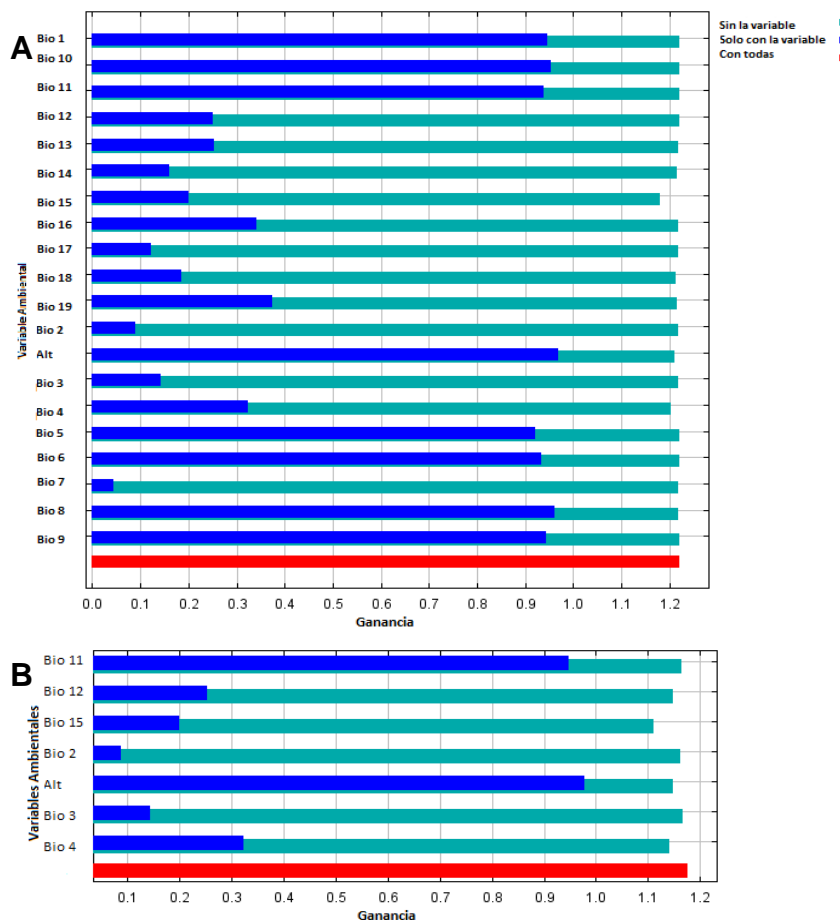 A
Sin la variable
Solo con la variable
Con todas
Variable Ambiental
Bio 1
Bio 10
Bio 11
Bio 12
Bio 13
Bio 14
Bio 15
Bio 16
Bio 17
Bio 18
Bio 19
Bio 2
Alt
Bio 3
Bio 4
Bio 5
Bio 6
Bio 7
Bio 8
Bio 9
0.0 0.1 0.2 0.3 0.4 0.5 0.6 0.7 0.8 0.9 1.0 1.1 1.2
Ganancia
B
Variables Ambientales
Bio 11
Bio 12
Bio 15
Bio 2
Alt
Bio 3
Bio 4
0.1 0.2 0.3 0.4 0.5 0.6 0.7 0.8 0.9 1.0 1.1 1.2
Ganancia